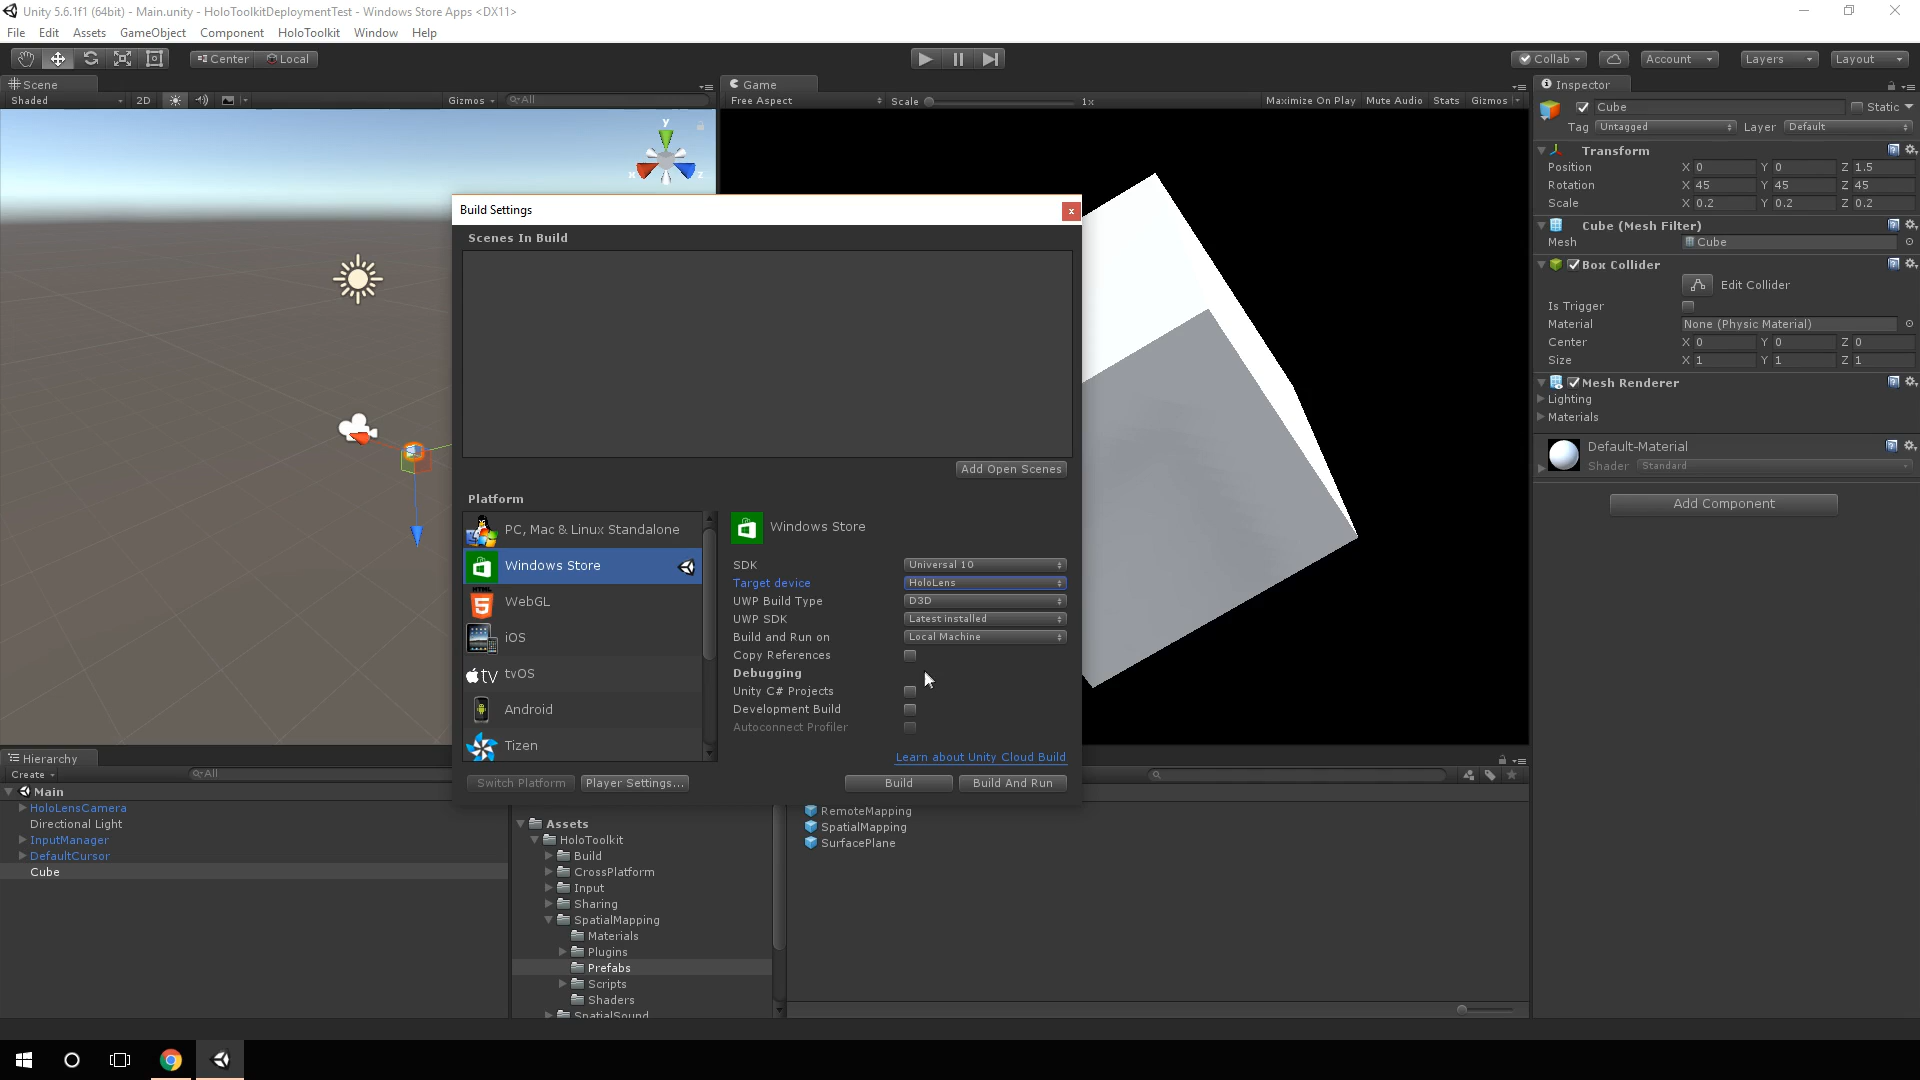 Unity 5.6.1f1 (64bit) - Main.unity - HoloToolkitDeploymentTest - Windows Store Apps <DX11>
File Edit Assets GameObject Component HoloToolkit Window Help
Center Local Collab Account Layers Layout
Scene
Shaded 2D Gizmos All
y
x z
Game
Free Aspect Scale 1x Maximize On Play Mute Audio Stats Gizmos
Inspector
Cube Static
Tag Untagged Layer Default
Transform
Position X 0 Y 0 Z 1.5
Rotation X 45 Y 45 Z 45
Scale X 0.2 Y 0.2 Z 0.2
Cube (Mesh Filter)
Mesh Cube
Box Collider
Edit Collider
Is Trigger
Material None (Physic Material)
Center X 0 Y 0 Z 0
Size X 1 Y 1 Z 1
Mesh Renderer
Lighting
Materials
Default-Material
Shader Standard
Add Component
Build Settings
Scenes In Build
Add Open Scenes
Platform
PC, Mac & Linux Standalone
Windows Store
HTML
5
WebGL
iOS
tv tvOS
Android
Tizen
Windows Store
SDK Universal 10
Target device HoloLens
UWP Build Type D3D
UWP SDK Latest installed
Build and Run on Local Machine
Copy References
Debugging
Unity C# Projects
Development Build
Autoconnect Profiler
Learn about Unity Cloud Build
Switch Platform Player Settings... Build Build And Run
Hierarchy
Create All
Main
HoloLensCamera
Directional Light
InputManager
DefaultCursor
Cube
Assets
HoloToolkit
Build
CrossPlatform
Input
Sharing
SpatialMapping
Materials
Plugins
Prefabs
Scripts
Shaders
SpatialSound
RemoteMapping
SpatialMapping
SurfacePlane